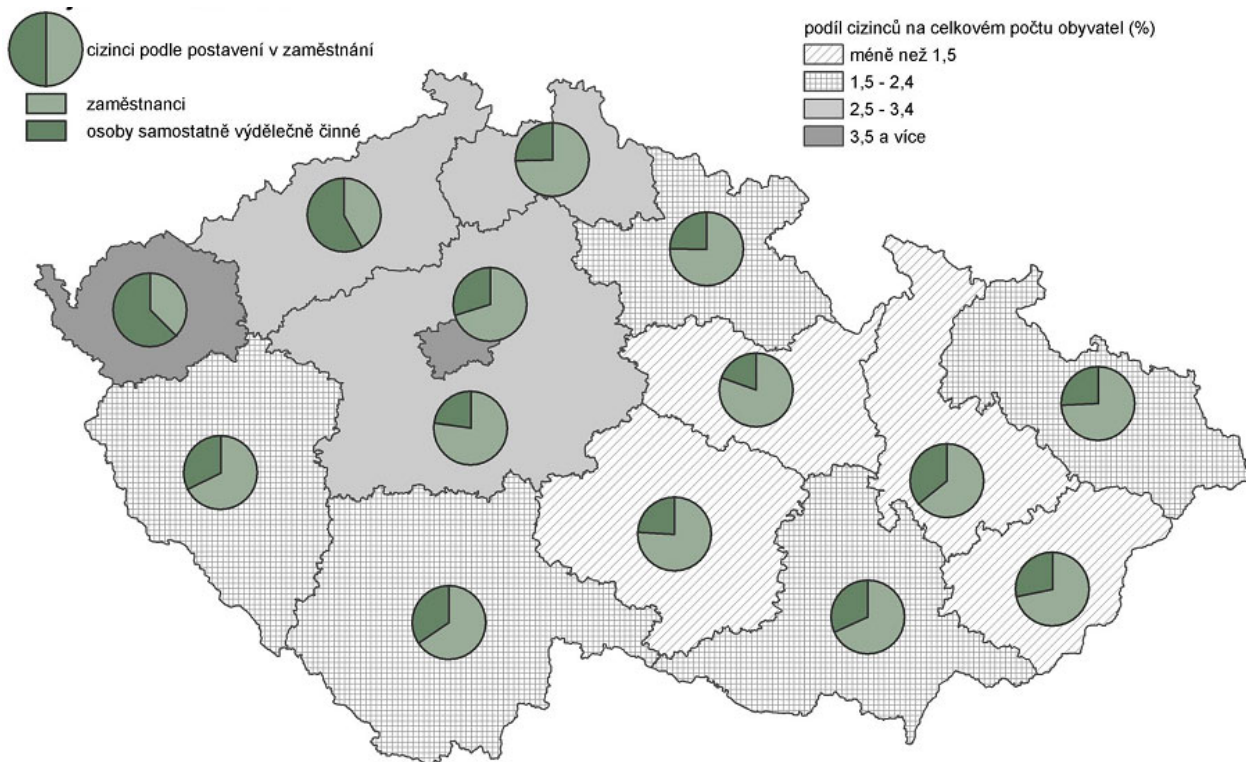 cizinci podle postavení v zaměstnání
zaměstnanci
osoby samostatně výdělečně činné
podíl cizinců na celkovém počtu obyvatel (%)
méně než 1,5
1,5 - 2,4
2,5 - 3,4
3,5 a více